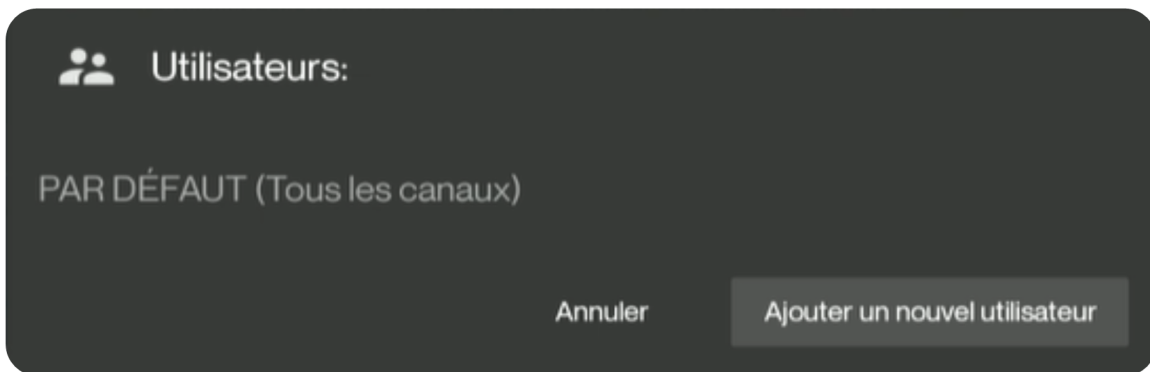 Utilisateurs:
PAR DÉFAUT (Tous les canaux)
Annuler
Ajouter un nouvel utilisateur